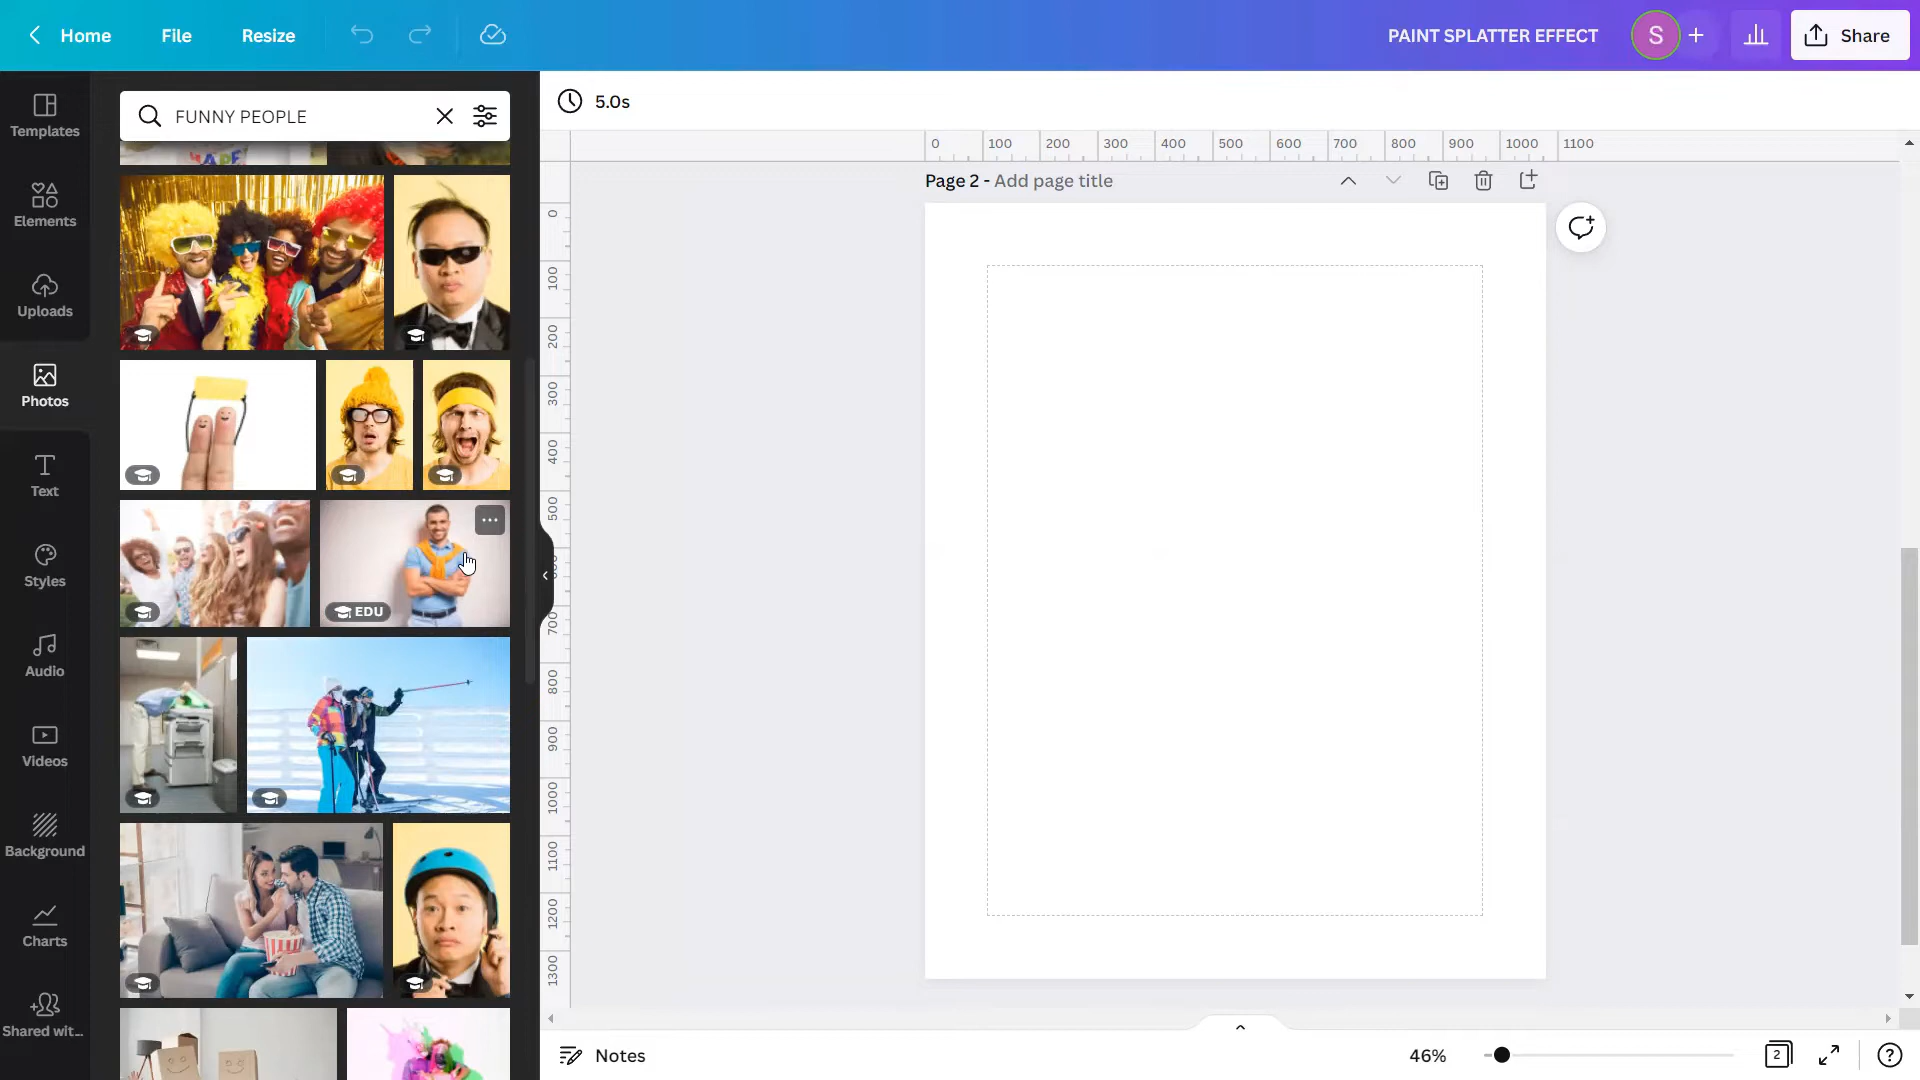 Home
File
Resize
PAINT SPLATTER EFFECT
S
Share
Templates
Elements
Uploads
Photos
Text
Styles
Audio
Videos
Background
Charts
Shared wit...
FUNNY PEOPLE
EDU
5.0s
0 100 200 300 400 500 600 700 800 900 1000 1100
Page 2 - Add page title
0
100
200
300
400
500
700
800
900
1000
1100
1200
1300
Notes
46%
2